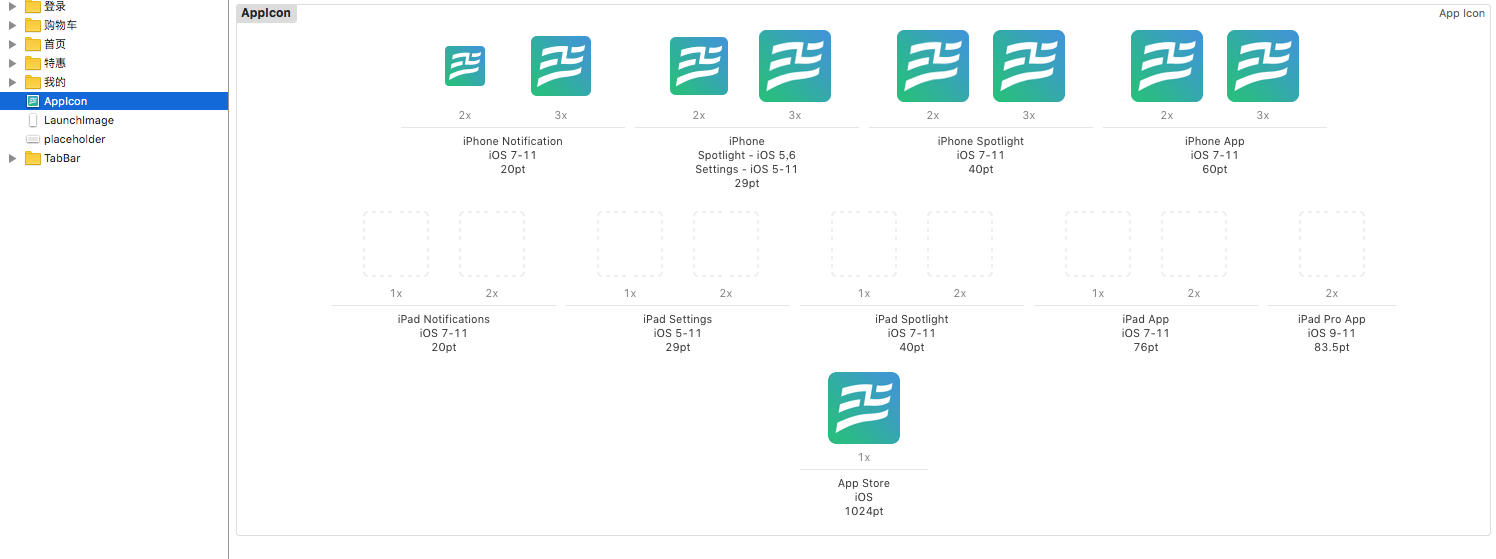 登录
购物车
首页
特惠
我的
AppIcon
LaunchImage
placeholder
TabBar
AppIcon
App Icon
2x
3x
2x
3x
2x
3x
2x
3x
iPhone Notification
iOS 7-11
20pt
iPhone
Spotlight - iOS 5,6
Settings - iOS 5-11
29pt
iPhone Spotlight
iOS 7-11
40pt
iPhone App
iOS 7-11
60pt
1x
2x
1x
2x
1x
2x
1x
2x
2x
iPad Notifications
iOS 7-11
20pt
iPad Settings
iOS 5-11
29pt
iPad Spotlight
iOS 7-11
40pt
iPad App
iOS 7-11
76pt
iPad Pro App
iOS 9-11
83.5pt
1x
App Store
iOS
1024pt